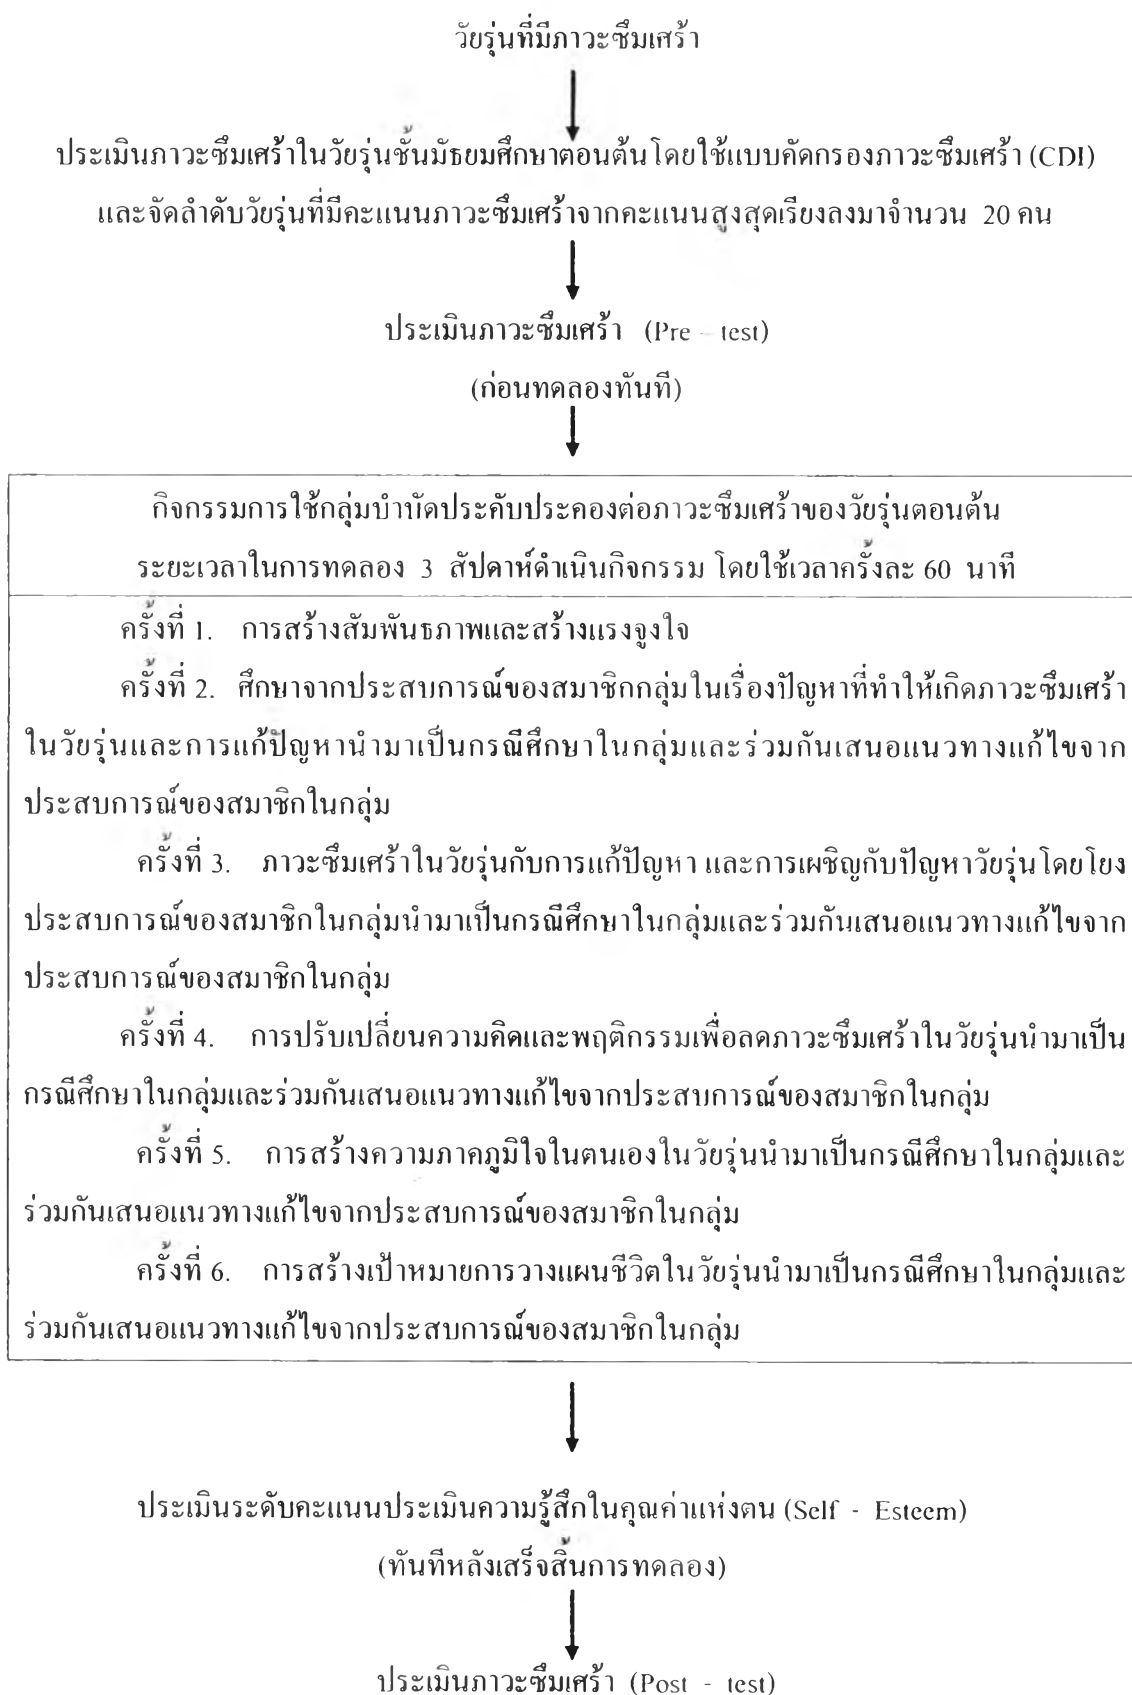 วัยรุ่นที่มีภาวะซึมเศร้า
ประเมินภาวะซึมเศร้าในวัยรุ่นชั้นมัธยมศึกษาตอนต้นโดยใช้แบบคัดกรองภาวะซึมเศร้า (CDI)
และจัดลำดับวัยรุ่นที่มีคะแนนภาวะซึมเศร้าจากคะแนนสูงสุดเรียงลงมาจำนวน 20 คน
ประเมินภาวะซึมเศร้า (Pre – test)
(ก่อนทดลองทันที)
กิจกรรมการใช้กลุ่มบำบัดประคับประคองต่อภาวะซึมเศร้าของวัยรุ่นตอนต้น
ระยะเวลาในการทดลอง 3 สัปดาห์ดำเนินกิจกรรม โดยใช้เวลาครั้งละ 60 นาที
ครั้งที่ 1. การสร้างสัมพันธภาพและสร้างแรงจูงใจ
ครั้งที่ 2. ศึกษาจากประสบการณ์ของสมาชิกกลุ่มในเรื่องปัญหาที่ทำให้เกิดภาวะซึมเศร้า
ในวัยรุ่นและการแก้ปัญหานำมาเป็นกรณีศึกษาในกลุ่มและร่วมกันเสนอแนวทางแก้ไขจาก
ประสบการณ์ของสมาชิกในกลุ่ม
ครั้งที่ 3. ภาวะซึมเศร้าในวัยรุ่นกับการแก้ปัญหา และการเผชิญกับปัญหาวัยรุ่นโดยโยง
ประสบการณ์ของสมาชิกในกลุ่มนำมาเป็นกรณีศึกษาในกลุ่มและร่วมกันเสนอแนวทางแก้ไขจาก
ประสบการณ์ของสมาชิกในกลุ่ม
ครั้งที่ 4. การปรับเปลี่ยนความคิดและพฤติกรรมเพื่อลดภาวะซึมเศร้าในวัยรุ่นนำมาเป็น
กรณีศึกษาในกลุ่มและร่วมกันเสนอแนวทางแก้ไขจากประสบการณ์ของสมาชิกในกลุ่ม
ครั้งที่ 5. การสร้างความภาคภูมิใจในตนเองในวัยรุ่นนำมาเป็นกรณีศึกษาในกลุ่มและ
ร่วมกันเสนอแนวทางแก้ไขจากประสบการณ์ของสมาชิกในกลุ่ม
ครั้งที่ 6. การสร้างเป้าหมายการวางแผนชีวิตในวัยรุ่นนำมาเป็นกรณีศึกษาในกลุ่มและ
ร่วมกันเสนอแนวทางแก้ไขจากประสบการณ์ของสมาชิกในกลุ่ม
ประเมินระดับคะแนนประเมินความรู้สึกในคุณค่าแห่งตน (Self - Esteem)
(ทันทีหลังเสร็จสิ้นการทดลอง)
ประเมินภาวะซึมเศร้า (Post - test)